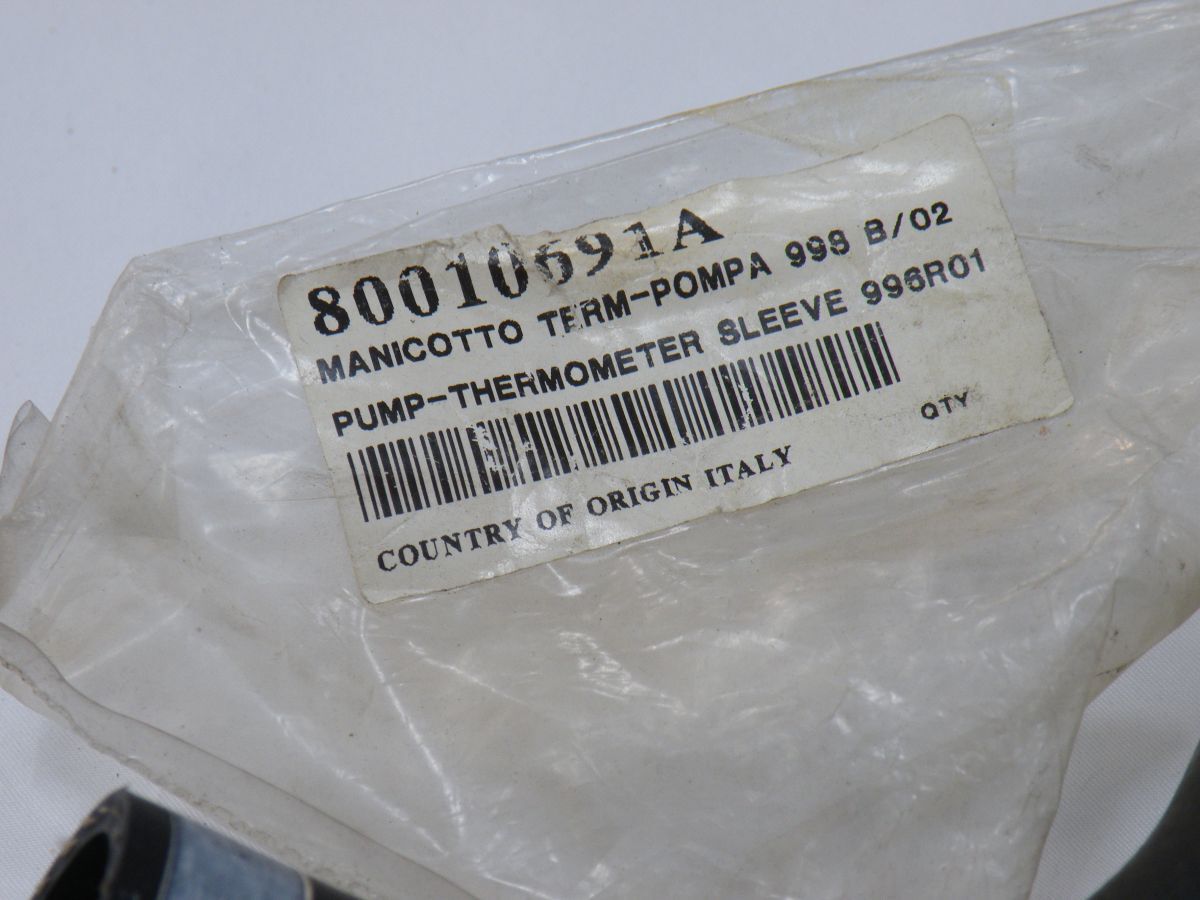 80010691A
MANICOTTO TERM-POMPA 998 B/02
PUMP-THERMOMETER SLEEVE 996R01
QTY
COUNTRY OF ORIGIN ITALY